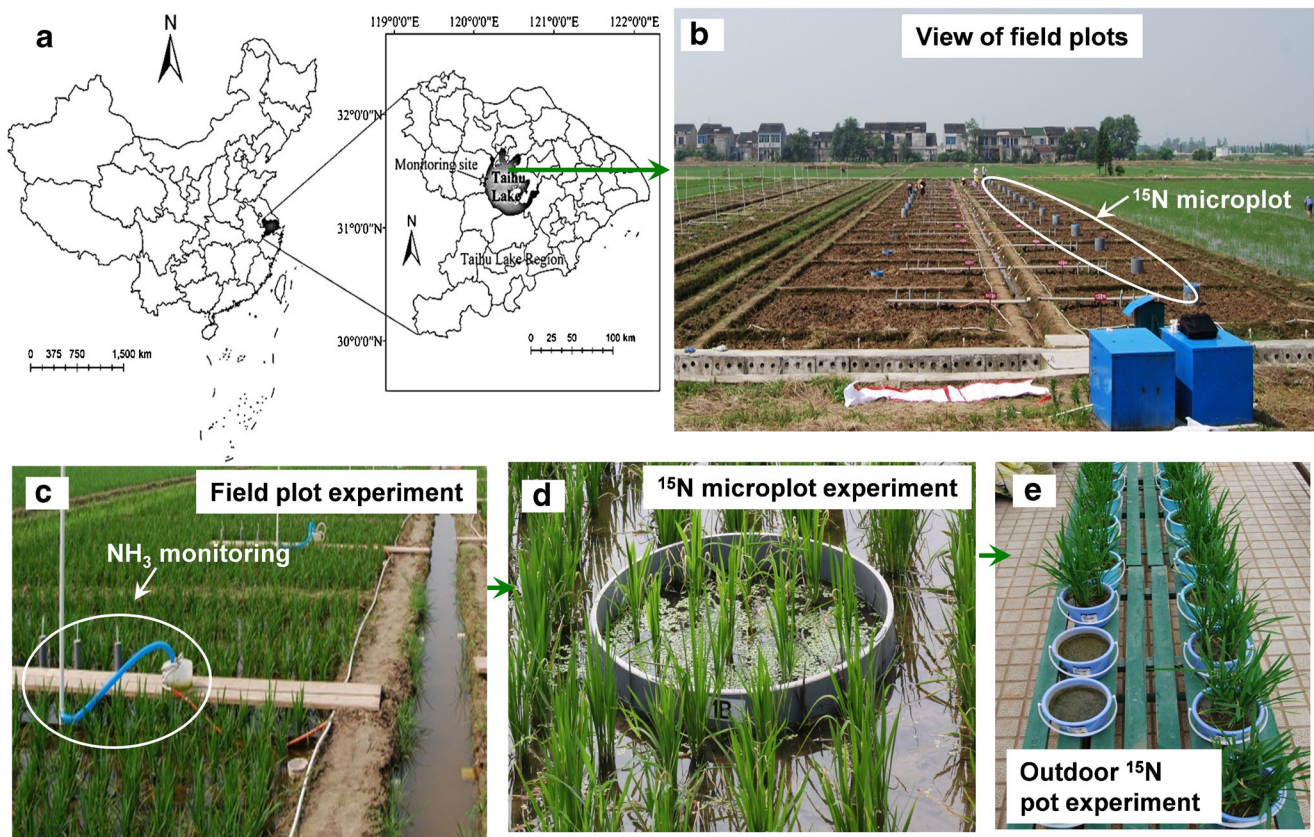 a
N
0 375 750 1,500 km
119°0'0"E 120°0'0"E 121°0'0"E 122°0'0"E
32°0'0"N
31°0'0"N
30°0'0"N
Monitoring site
Taihu
Lake
N
Taihu Lake Region
0 25 50 100 km
b
View of field plots
¹⁵N microplot
c
Field plot experiment
NH₃ monitoring
d
¹⁵N microplot experiment
1B
e
Outdoor ¹⁵N
pot experiment